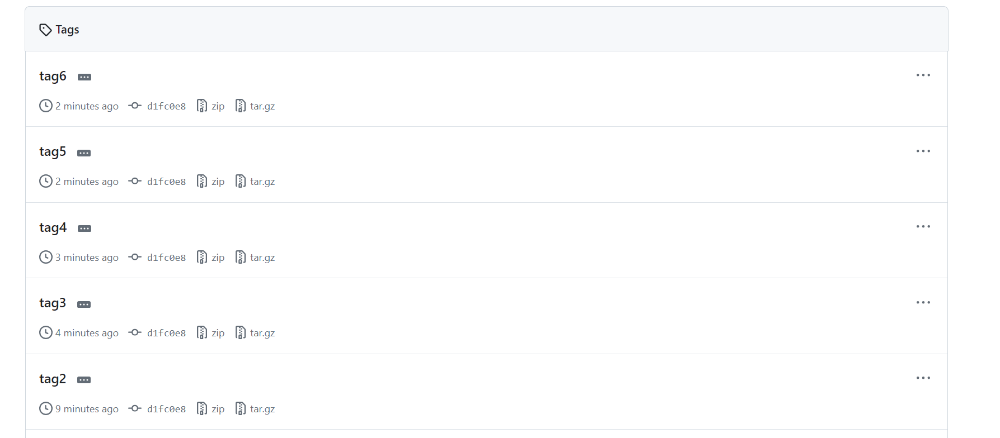 Tags
tag6
2 minutes ago d1fc0e8 zip tar.gz
tag5
2 minutes ago d1fc0e8 zip tar.gz
tag4
3 minutes ago d1fc0e8 zip tar.gz
tag3
4 minutes ago d1fc0e8 zip tar.gz
tag2
9 minutes ago d1fc0e8 zip tar.gz